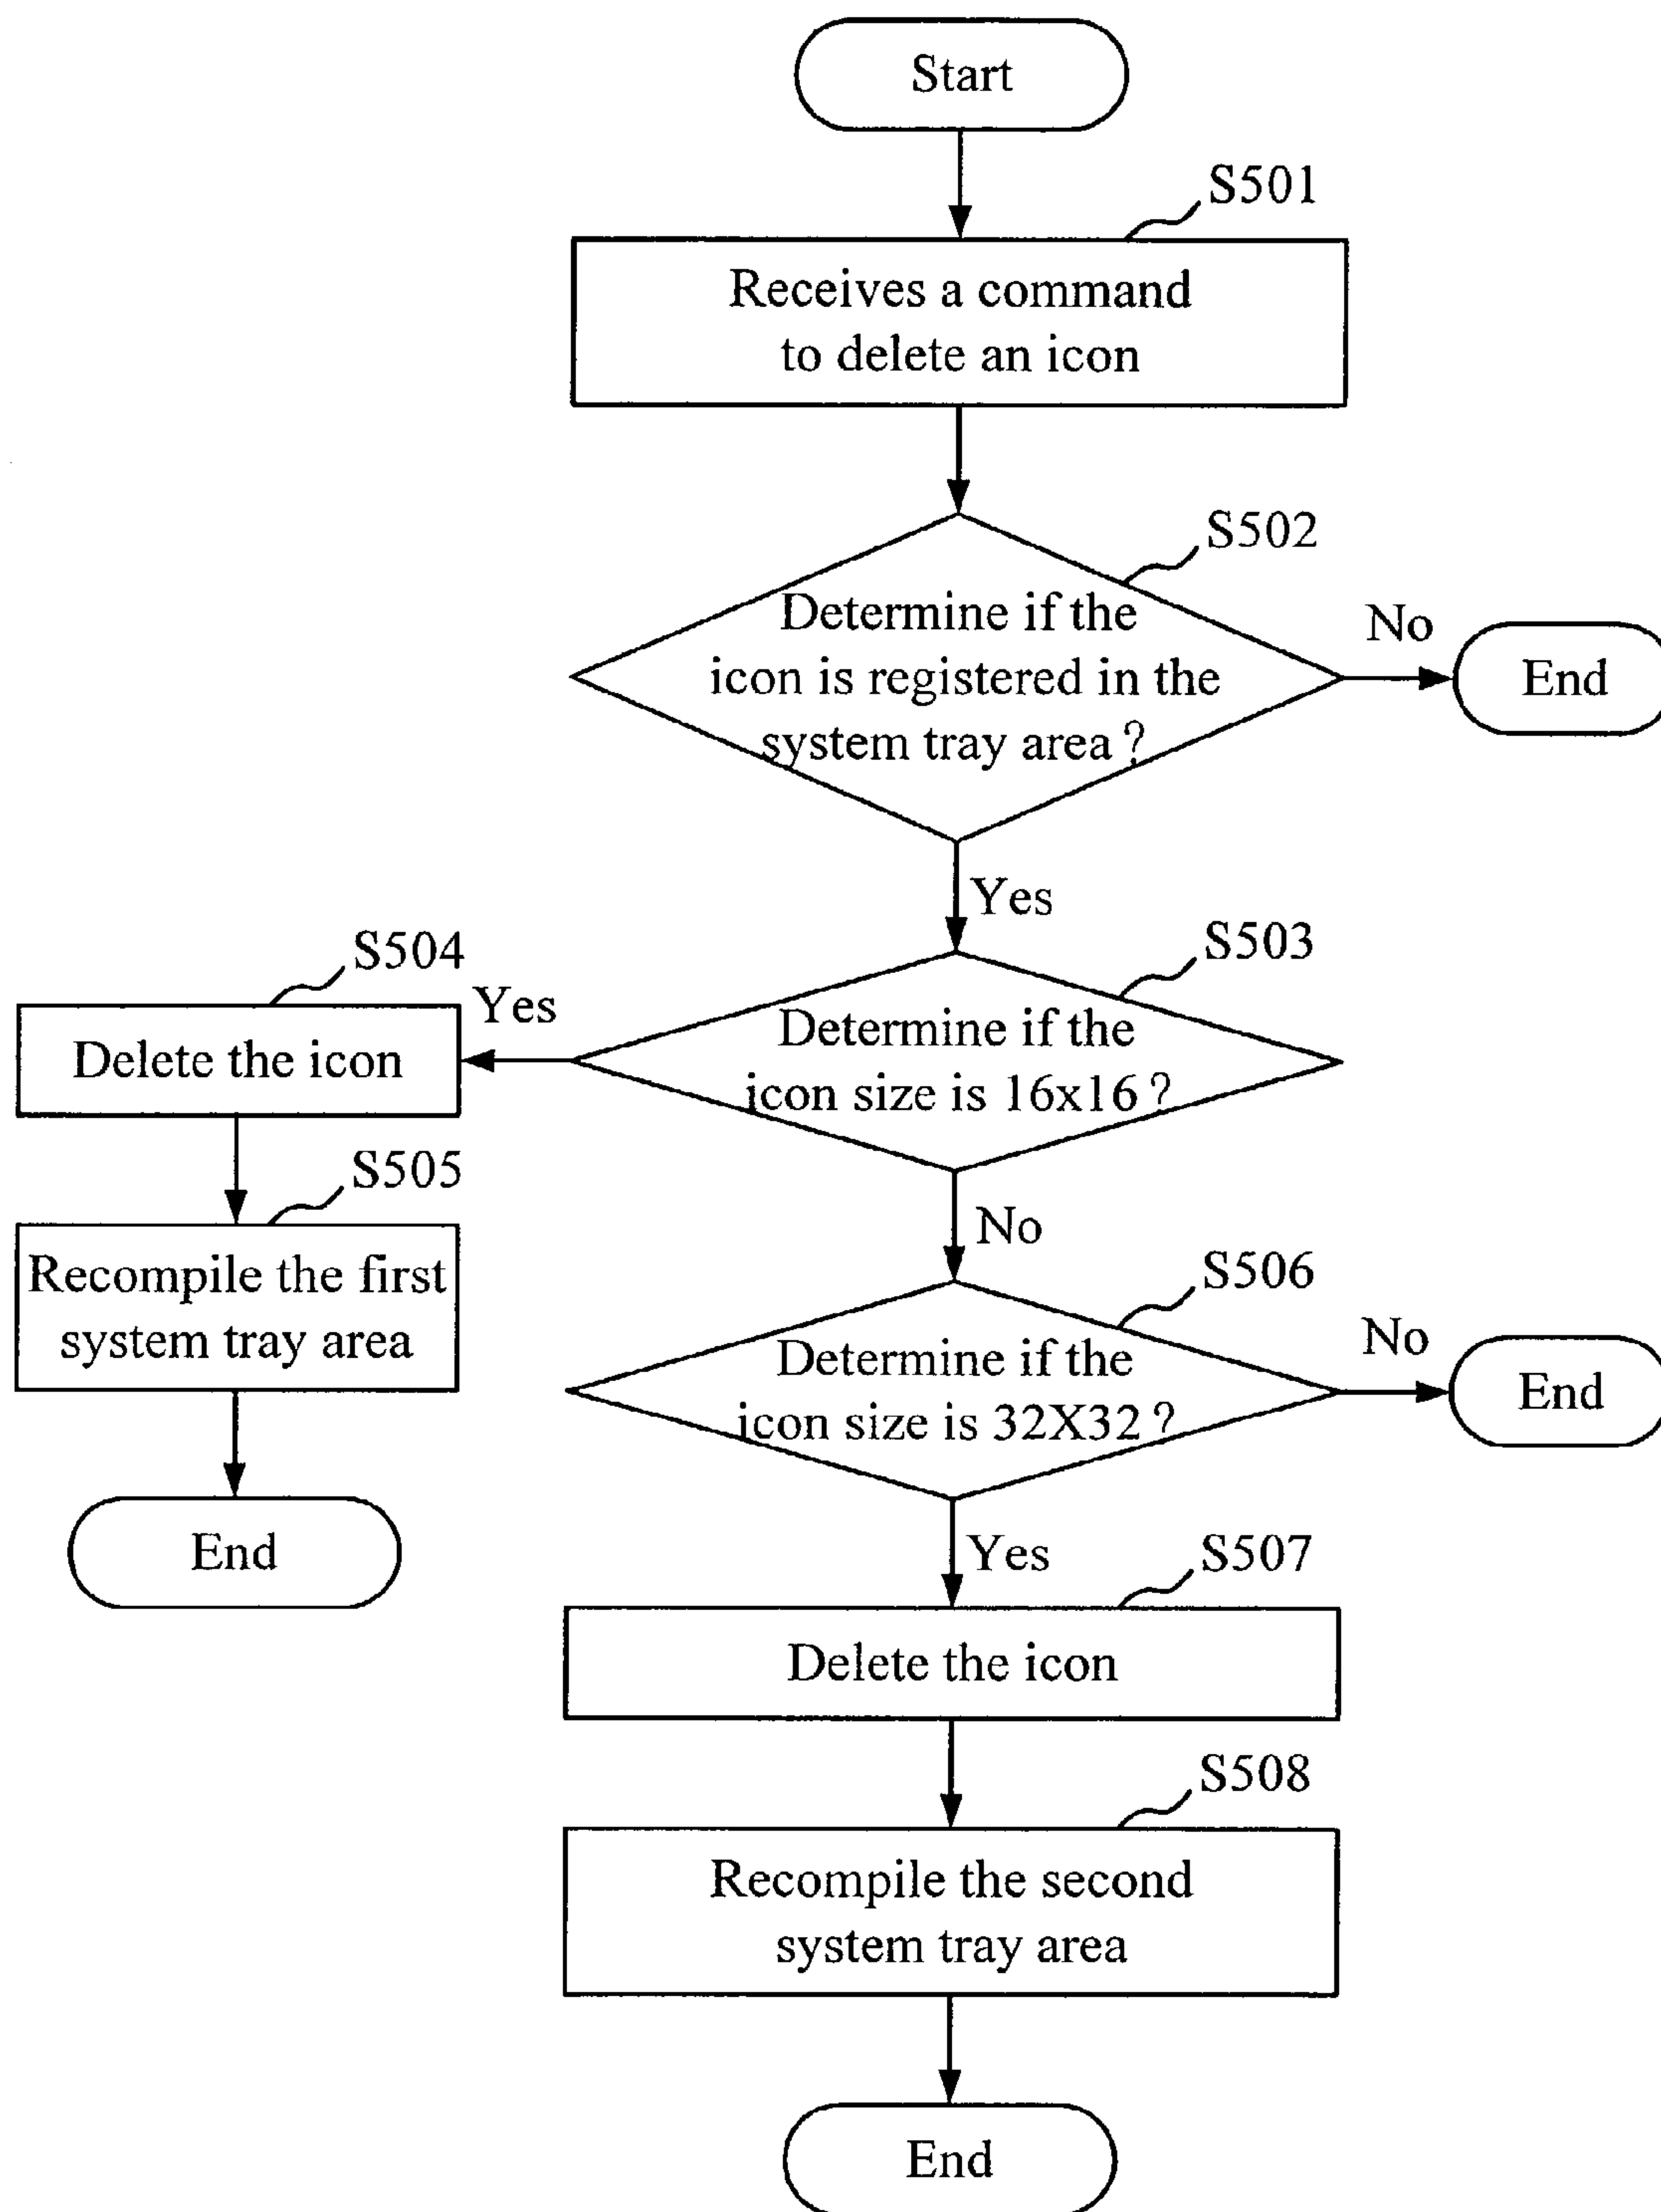 Start
S501
Receives a command
to delete an icon
S502
Determine if the
icon is registered in the
system tray area?
No
End
Yes
S503
Determine if the
icon size is 16x16?
Yes
S504
Delete the icon
S505
Recompile the first
system tray area
End
No
S506
Determine if the
icon size is 32X32?
No
End
Yes
S507
Delete the icon
S508
Recompile the second
system tray area
End